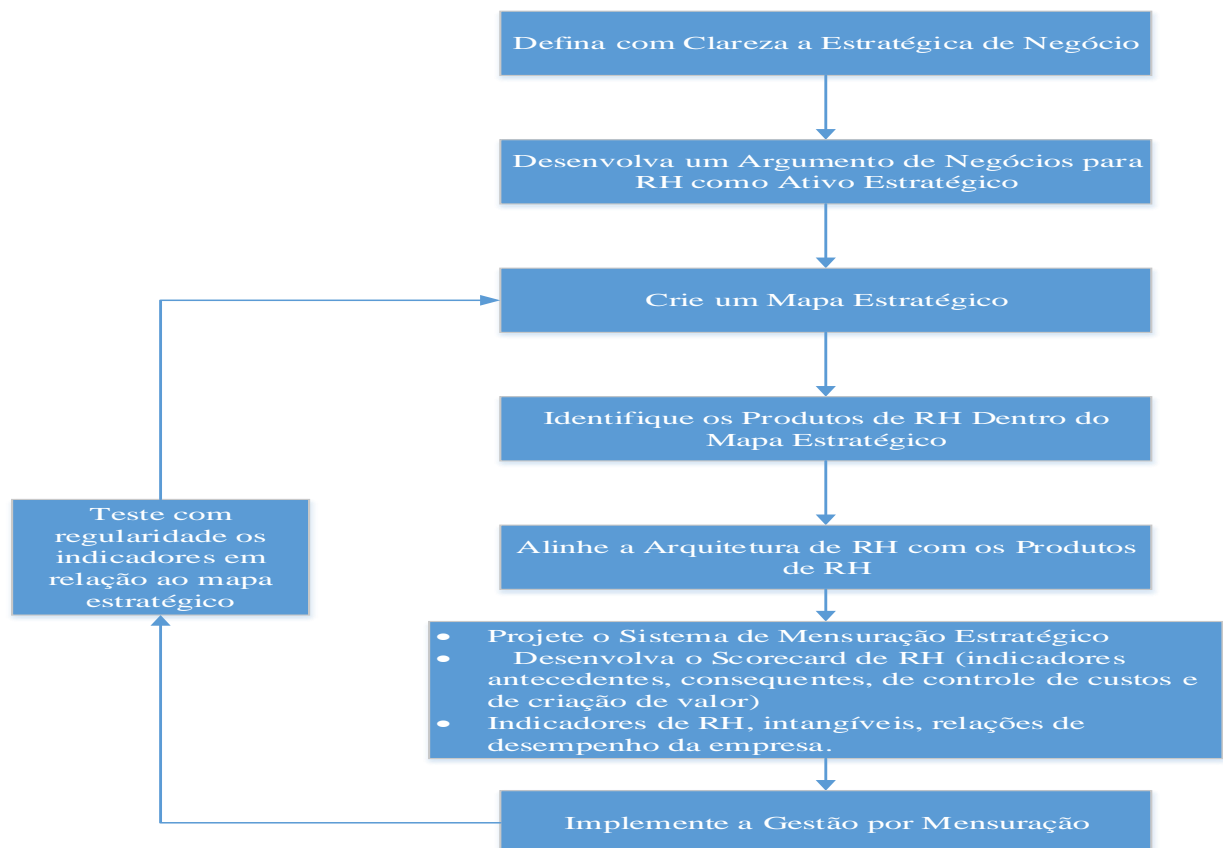 Defina com Clareza a Estratégica de Negócio
Desenvolva um Argumento de Negócios para
RH como Ativo Estratégico
Crie um Mapa Estratégico
Identifique os Produtos de RH Dentro do
Mapa Estratégico
Teste com
regularidade os
indicadores em
relação ao mapa
estratégico
Alinhe a Arquitetura de RH com os Produtos
de RH
• Projete o Sistema de Mensuração Estratégico
• Desenvolva o Scorecard de RH (indicadores
antecedentes, consequentes, de controle de custos e
de criação de valor)
• Indicadores de RH, intangíveis, relações de
desempenho da empresa.
Implemente a Gestão por Mensuração